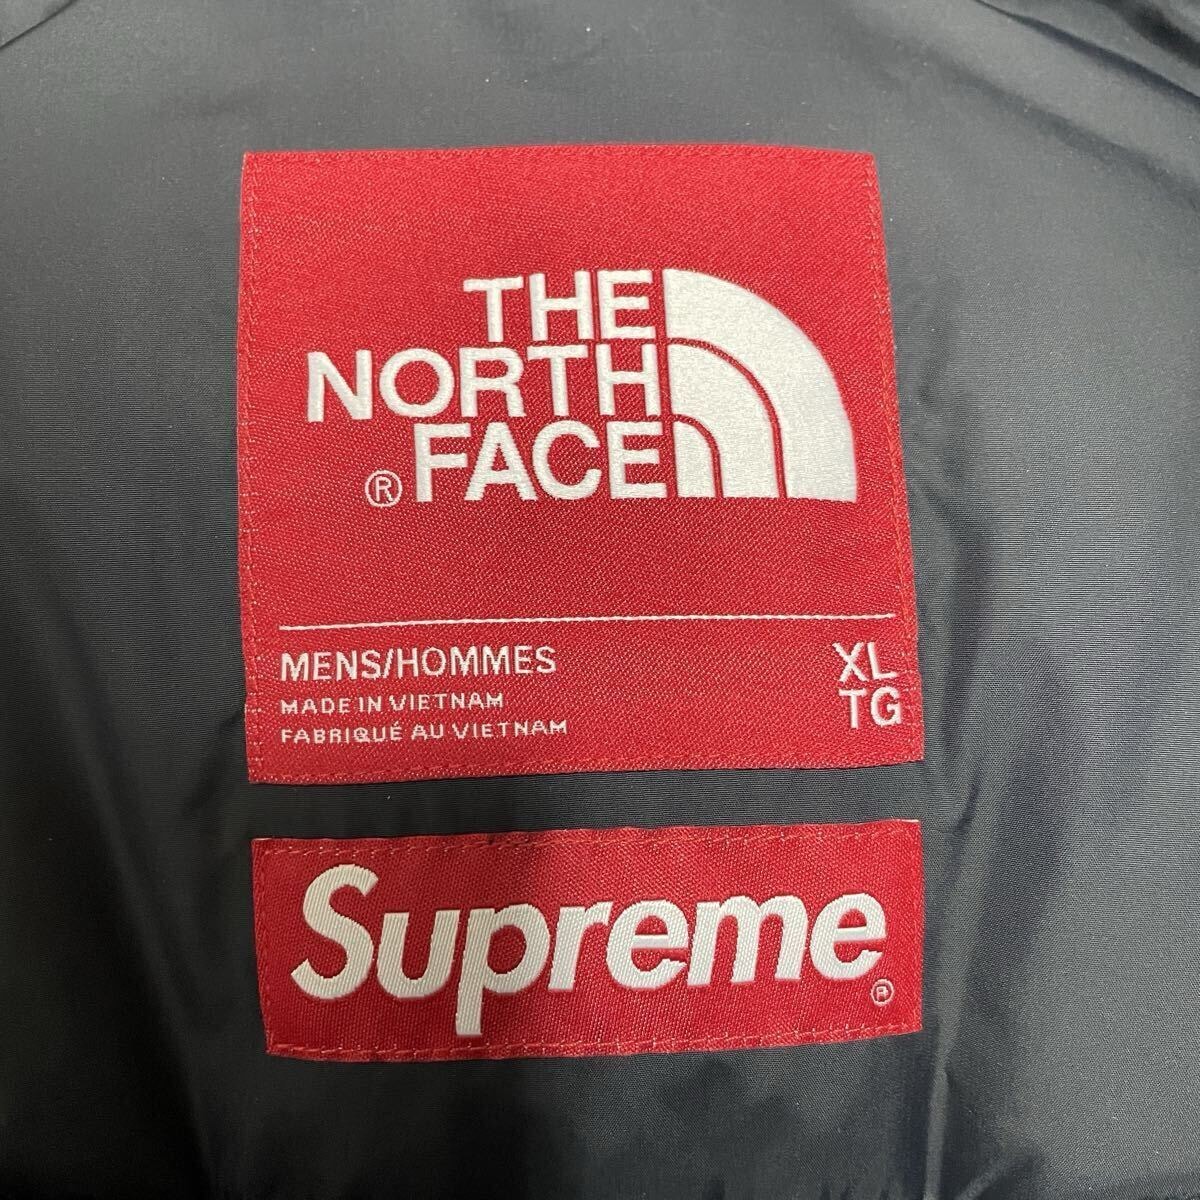 THE
NORTH
® FACE
MENS/HOMMES XL
MADE IN VIETNAM TG
FABRIQUÉ AU VIETNAM
Supreme ®